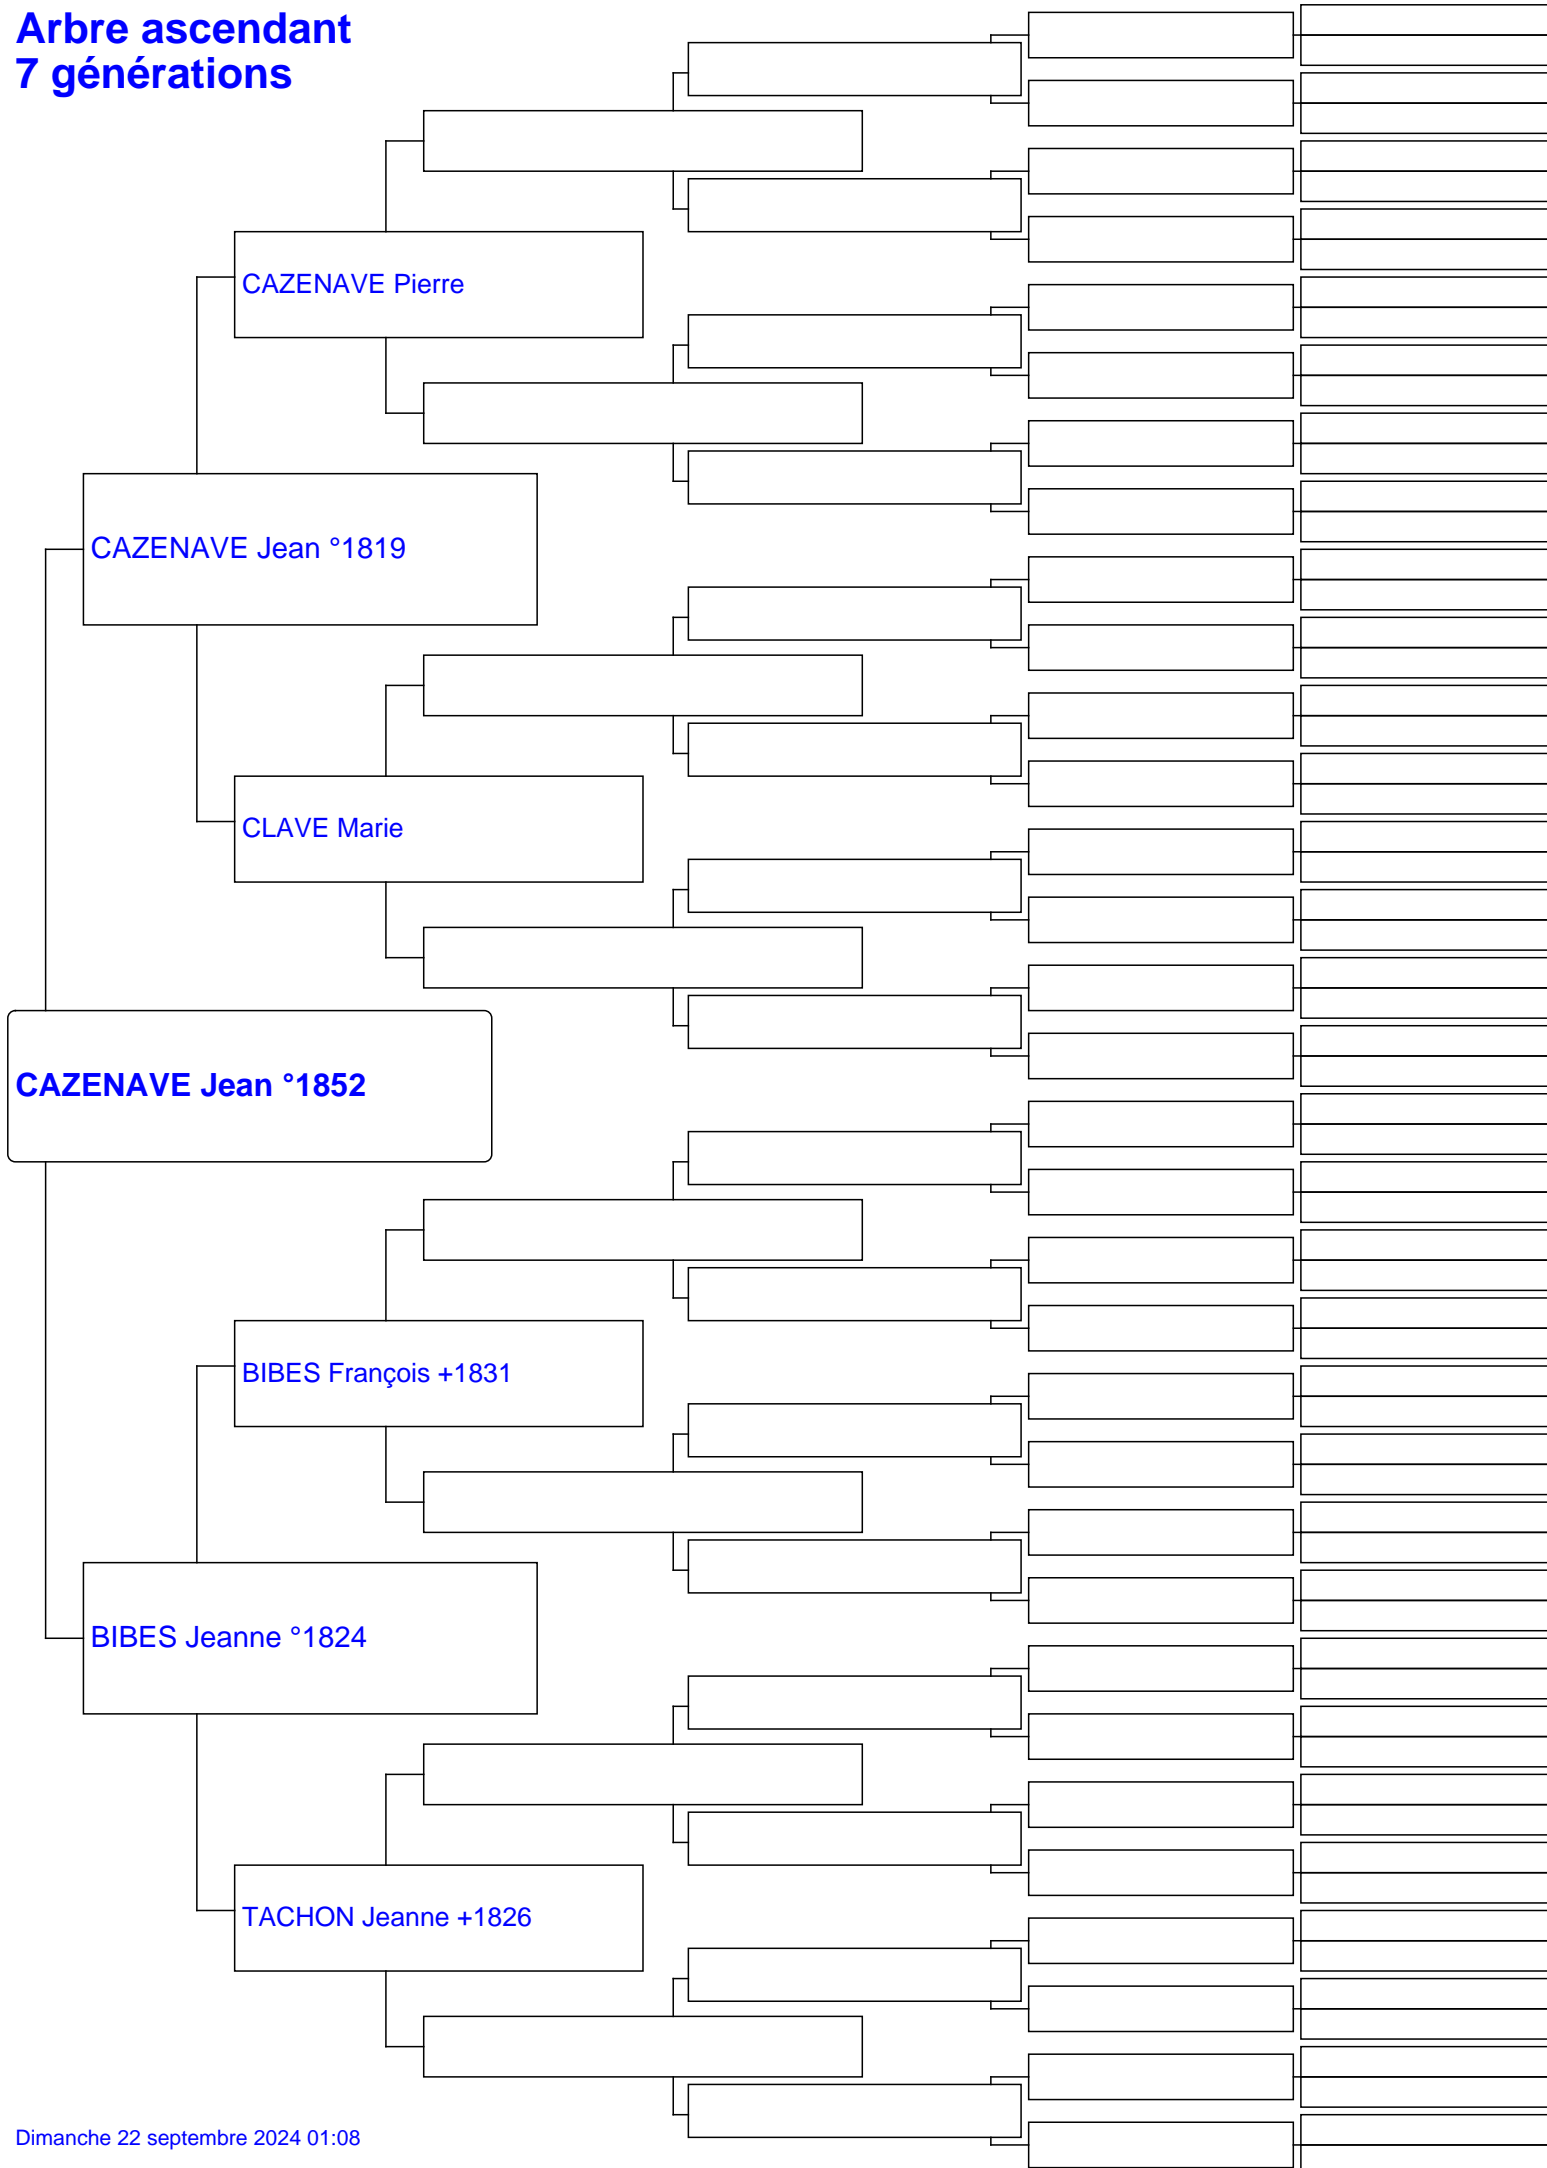 Arbre ascendant
7 générations
CAZENAVE Pierre
CAZENAVE Jean °1819
CLAVE Marie
CAZENAVE Jean °1852
BIBES François +1831
BIBES Jeanne °1824
TACHON Jeanne +1826
Dimanche 22 septembre 2024 01:08